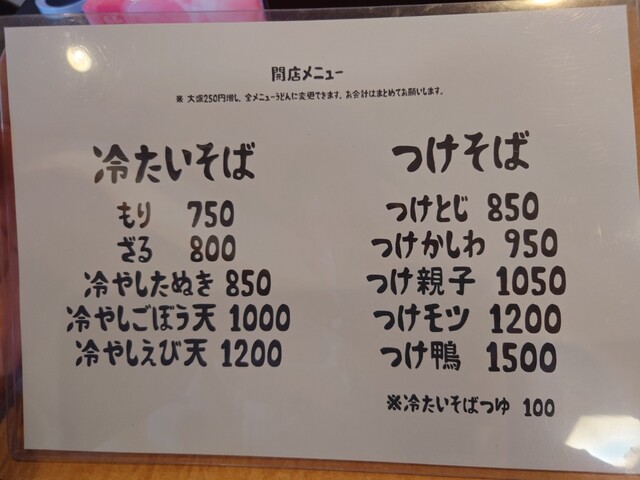 開店メニュー
※ 大盛250円増し、全メニューうどんに変更できます。お会計はまとめてお願いします。
冷たいそば
もり 750
ざる 800
冷やしたぬき 850
冷やしごぼう天 1000
冷やしえび天 1200
つけそば
つけとじ 850
つけかしわ 950
つけ親子 1050
つけモツ 1200
つけ鴨 1500
※冷たいそばつゆ 100